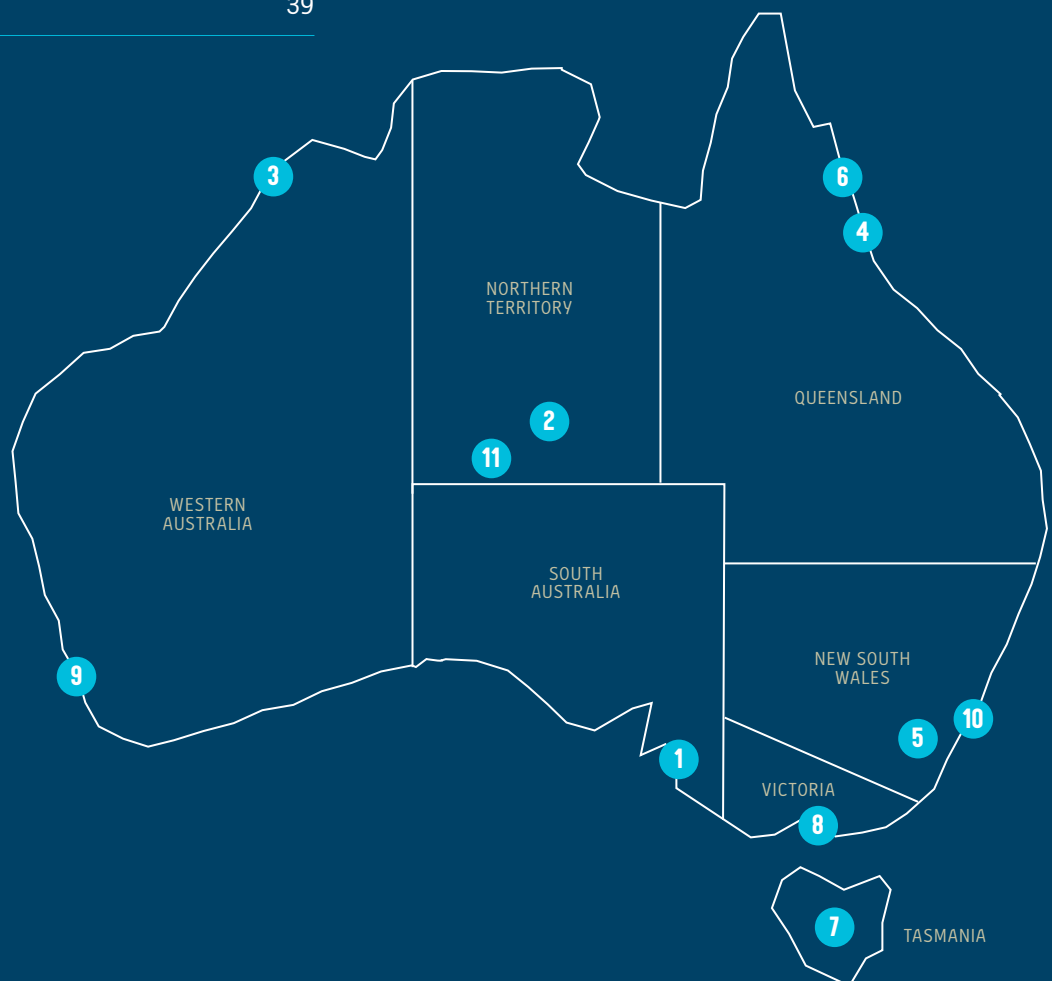 39
3
6
4
NORTHERN
TERRITORY
QUEENSLAND
2
11
WESTERN
AUSTRALIA
SOUTH
AUSTRALIA
NEW SOUTH
WALES
9
10
5
1
VICTORIA
8
7
TASMANIA